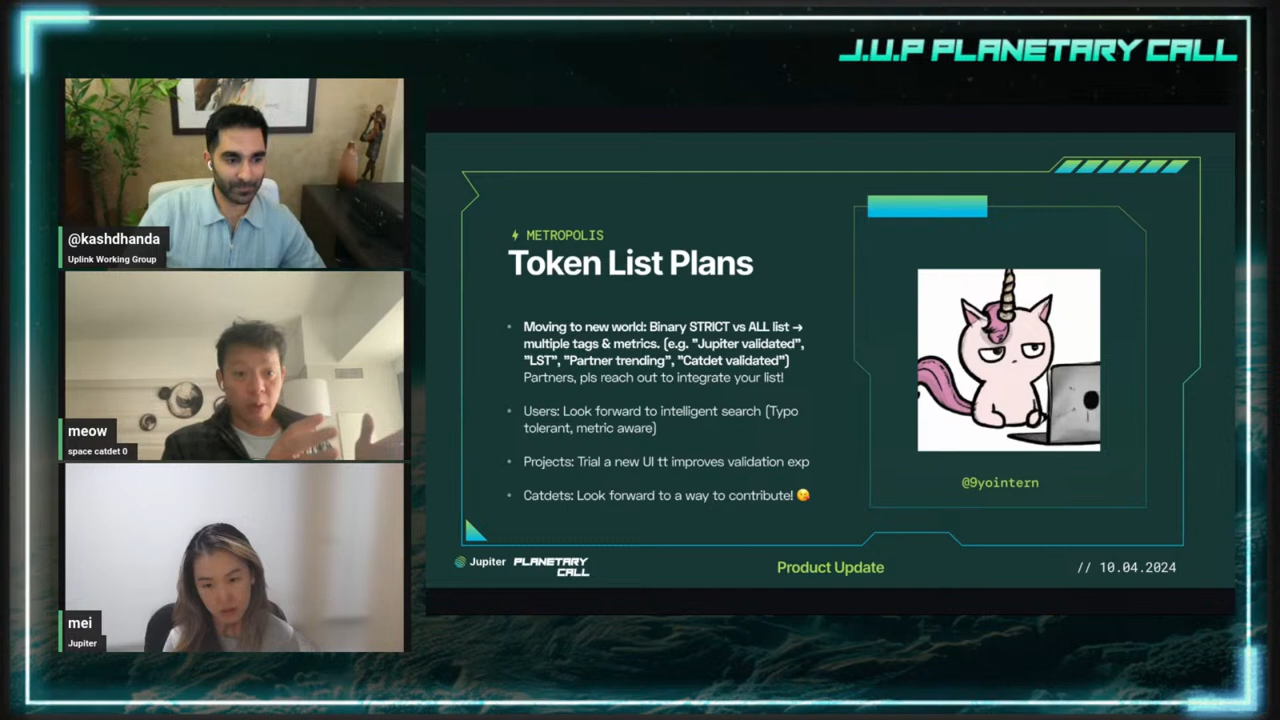 J.U.P PLANETARY CALL
@kashdhanda
Uplink Working Group
meow
space catdet 0
mei
Jupiter
METROPOLIS
Token List Plans
• Moving to new world: Binary STRICT vs ALL list →
multiple tags & metrics. (e.g. "Jupiter validated",
"LST", "Partner trending", "Catdet validated")
Partners, pls reach out to integrate your list!
• Users: Look forward to intelligent search (Typo
tolerant, metric aware)
• Projects: Trial a new UI tt improves validation exp
• Catdets: Look forward to a way to contribute! 😘
@9yointern
Jupiter PLANETARY
CALL
Product Update
// 10.04.2024